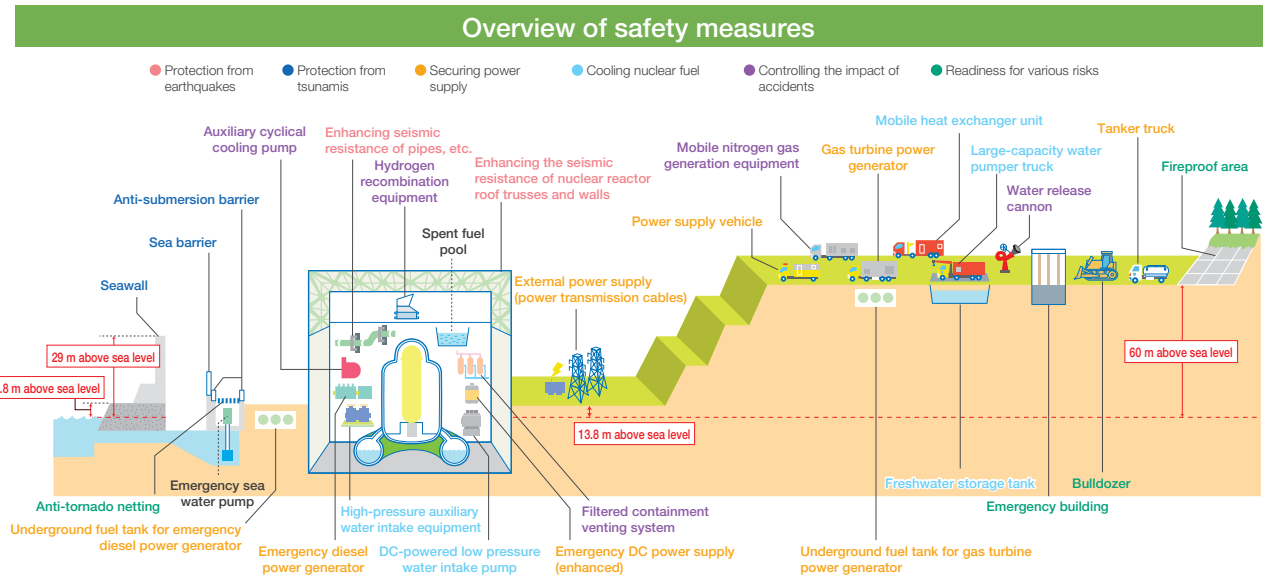 Overview of safety measures
Protection from
earthquakes
Protection from
tsunamis
Securing power
supply
Cooling nuclear fuel
Controlling the impact of
accidents
Readiness for various risks
Auxiliary cyclical
cooling pump
Enhancing seismic
resistance of pipes, etc.
Hydrogen
recombination
equipment
Enhancing the seismic
resistance of nuclear reactor
roof trusses and walls
Mobile nitrogen gas
generation equipment
Gas turbine power
generator
Mobile heat exchanger unit
Large-capacity water
pumper truck
Water release
cannon
Tanker truck
Fireproof area
Anti-submersion barrier
Sea barrier
Seawall
Spent fuel
pool
Power supply vehicle
External power supply
(power transmission cables)
29 m above sea level
.8 m above sea level
13.8 m above sea level
60 m above sea level
Anti-tornado netting
Emergency sea
water pump
Underground fuel tank for emergency
diesel power generator
High-pressure auxiliary
water intake equipment
Filtered containment
venting system
Emergency diesel
power generator
DC-powered low pressure
water intake pump
Emergency DC power supply
(enhanced)
Freshwater storage tank
Bulldozer
Emergency building
Underground fuel tank for gas turbine
power generator